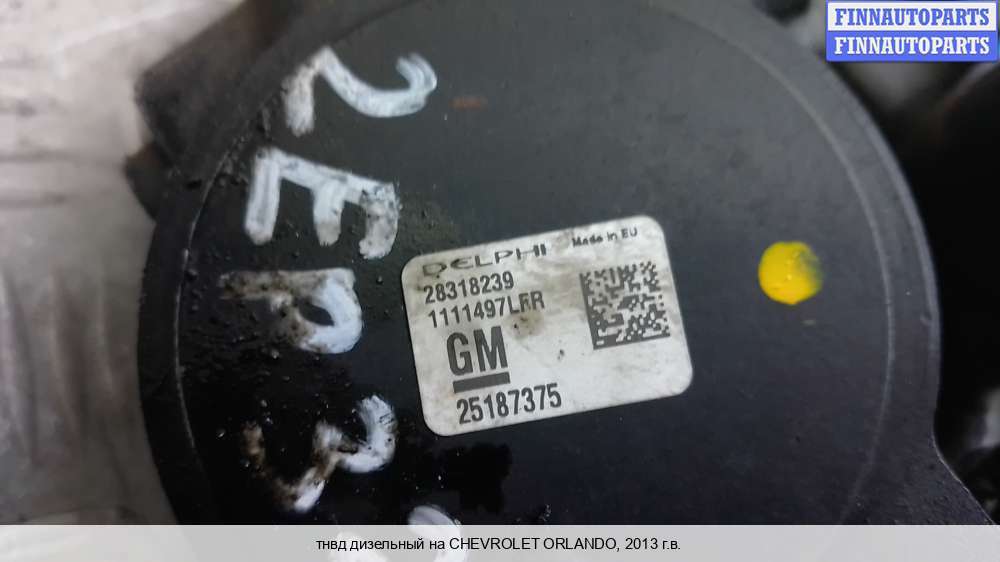 FINNAUTOPARTS
FINNAUTOPARTS
DELPHI Made in EU
28318239
1111497LFR
GM
25187375
тнвд дизельный на CHEVROLET ORLANDO, 2013 г.в.